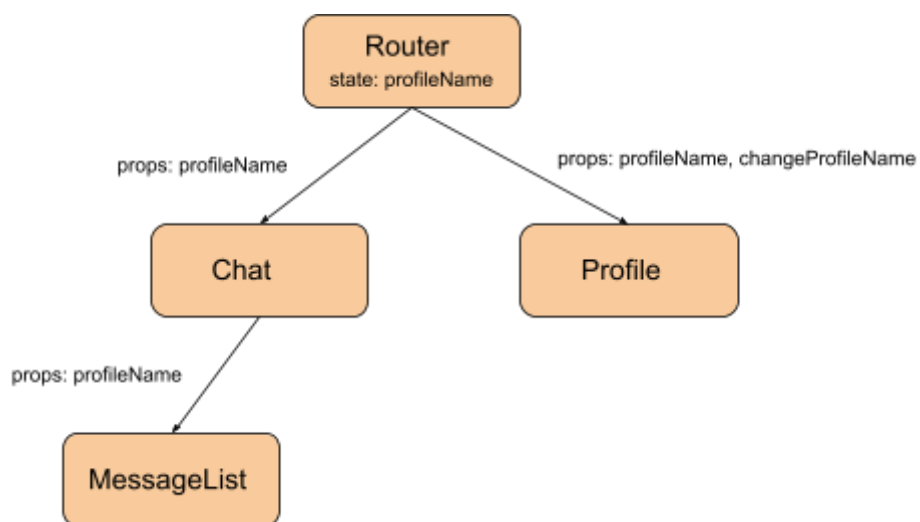 Router
state: profileName
props: profileName
props: profileName, changeProfileName
Chat
Profile
props: profileName
MessageList